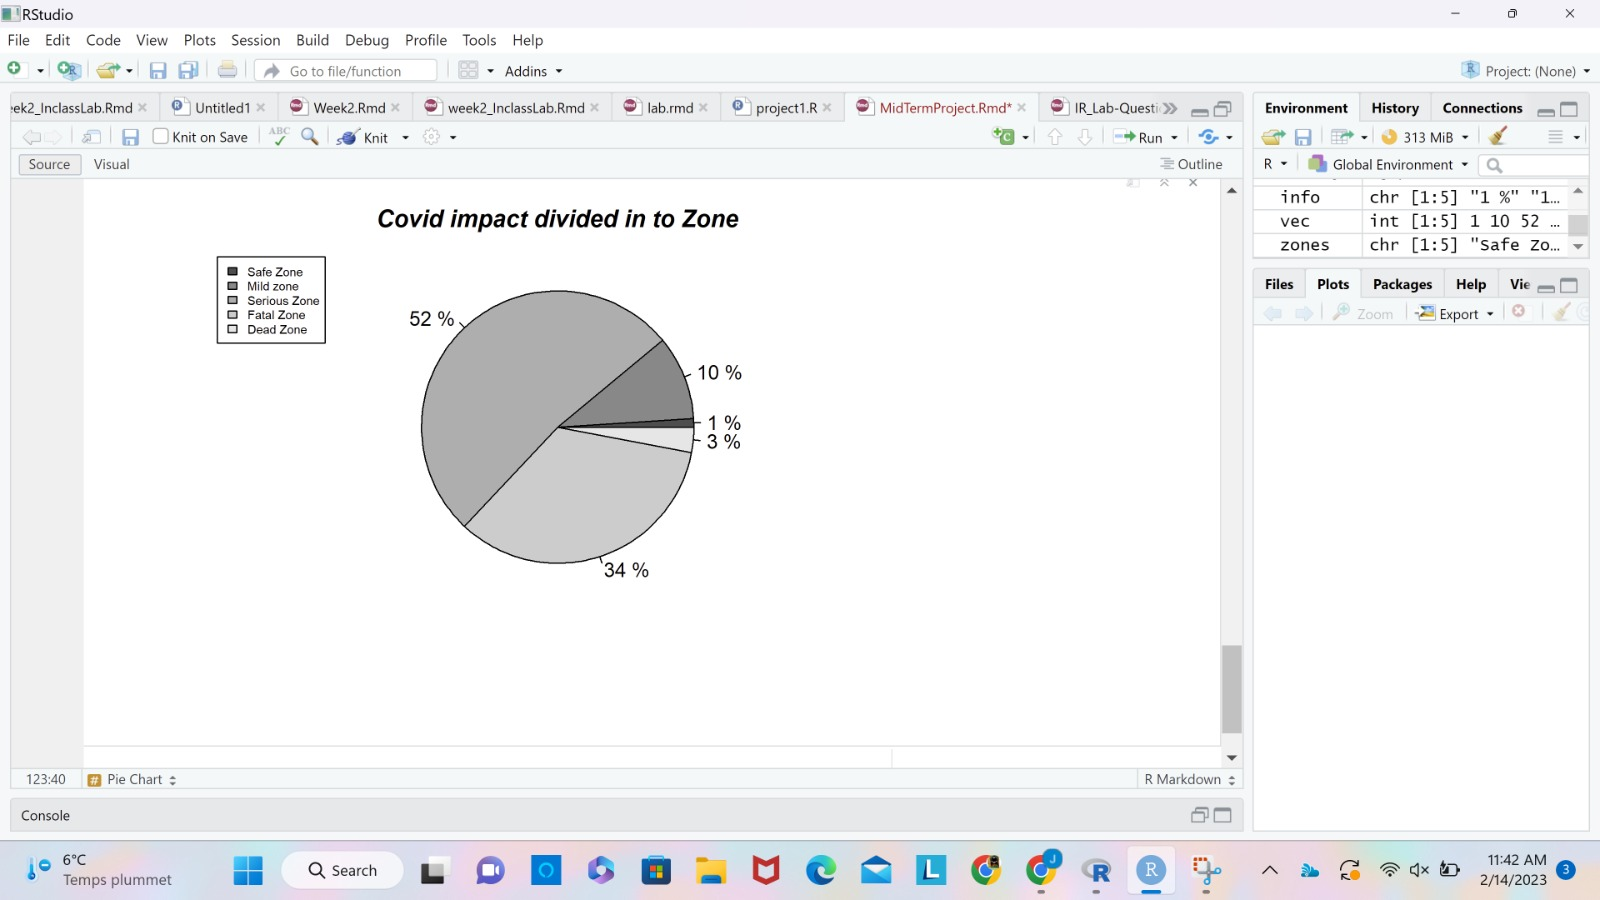 RStudio
File Edit Code View Plots Session Build Debug Profile Tools Help
Go to file/function Addins Project: (None)
eek2_InclassLab.Rmd Untitled1 Week2.Rmd week2_InclassLab.Rmd lab.rmd project1.R MidTermProject.Rmd* IR_Lab-Questi
Knit on Save ABC Knit Run
Source Visual Outline
Covid impact divided in to Zone
Safe Zone
Mild zone
Serious Zone
Fatal Zone
Dead Zone
52 %
10 %
1 %
3 %
34 %
123:40 # Pie Chart R Markdown
Console
Environment History Connections
313 MiB
R Global Environment
info chr [1:5] "1 %" "1…
vec int [1:5] 1 10 52 …
zones chr [1:5] "Safe Zo…
Files Plots Packages Help Vie
Zoom Export
6°C
Temps plummet
Search
11:42 AM
2/14/2023
3